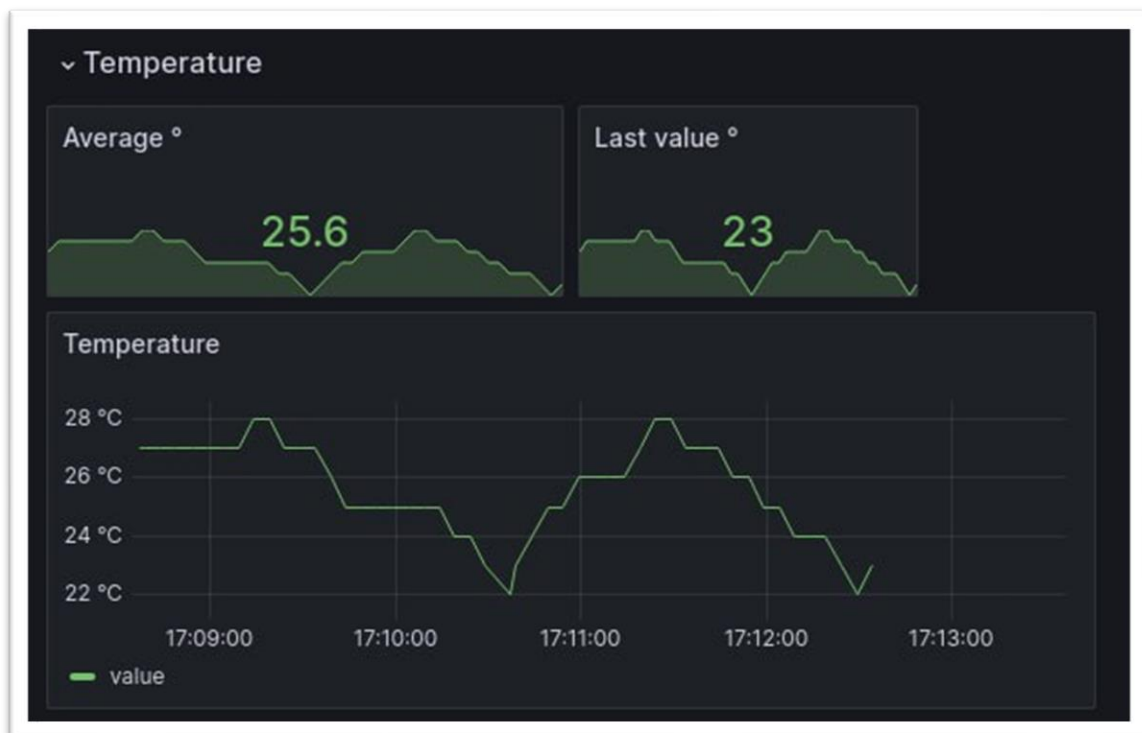 Temperature
Average °
Last value °
25.6
23
Temperature
28 °C
26 °C
24 °C
22 °C
17:09:00 17:10:00 17:11:00 17:12:00 17:13:00
value